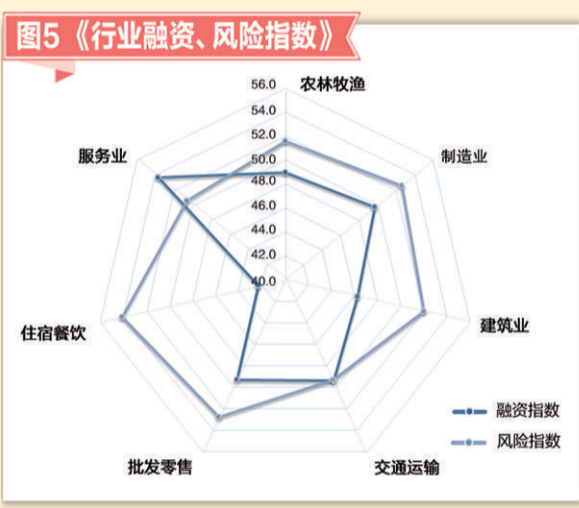 图5《行业融资、风险指数》
56.0
农林牧渔
54.0
52.0
50.0
服务业
制造业
48.0
46.0
44.0
42.0
40.0
住宿餐饮
建筑业
批发零售
交通运输
融资指数
风险指数